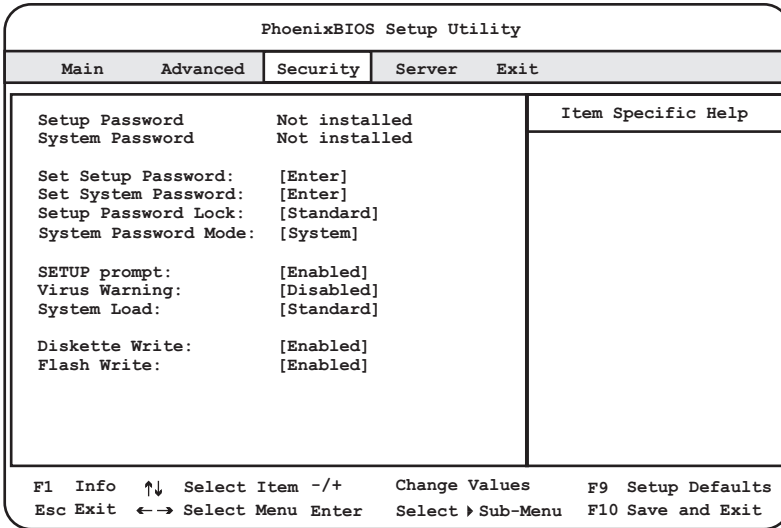 PhoenixBIOS Setup Utility
Main Advanced Security Server Exit
Item Specific Help
Setup Password Not installed
System Password Not installed
Set Setup Password: [Enter]
Set System Password: [Enter]
Setup Password Lock: [Standard]
System Password Mode: [System]
SETUP prompt: [Enabled]
Virus Warning: [Disabled]
System Load: [Standard]
Diskette Write: [Enabled]
Flash Write: [Enabled]
F1 Info ↑↓ Select Item -/+ Change Values F9 Setup Defaults
Esc Exit ←→ Select Menu Enter Select ▶ Sub-Menu F10 Save and Exit